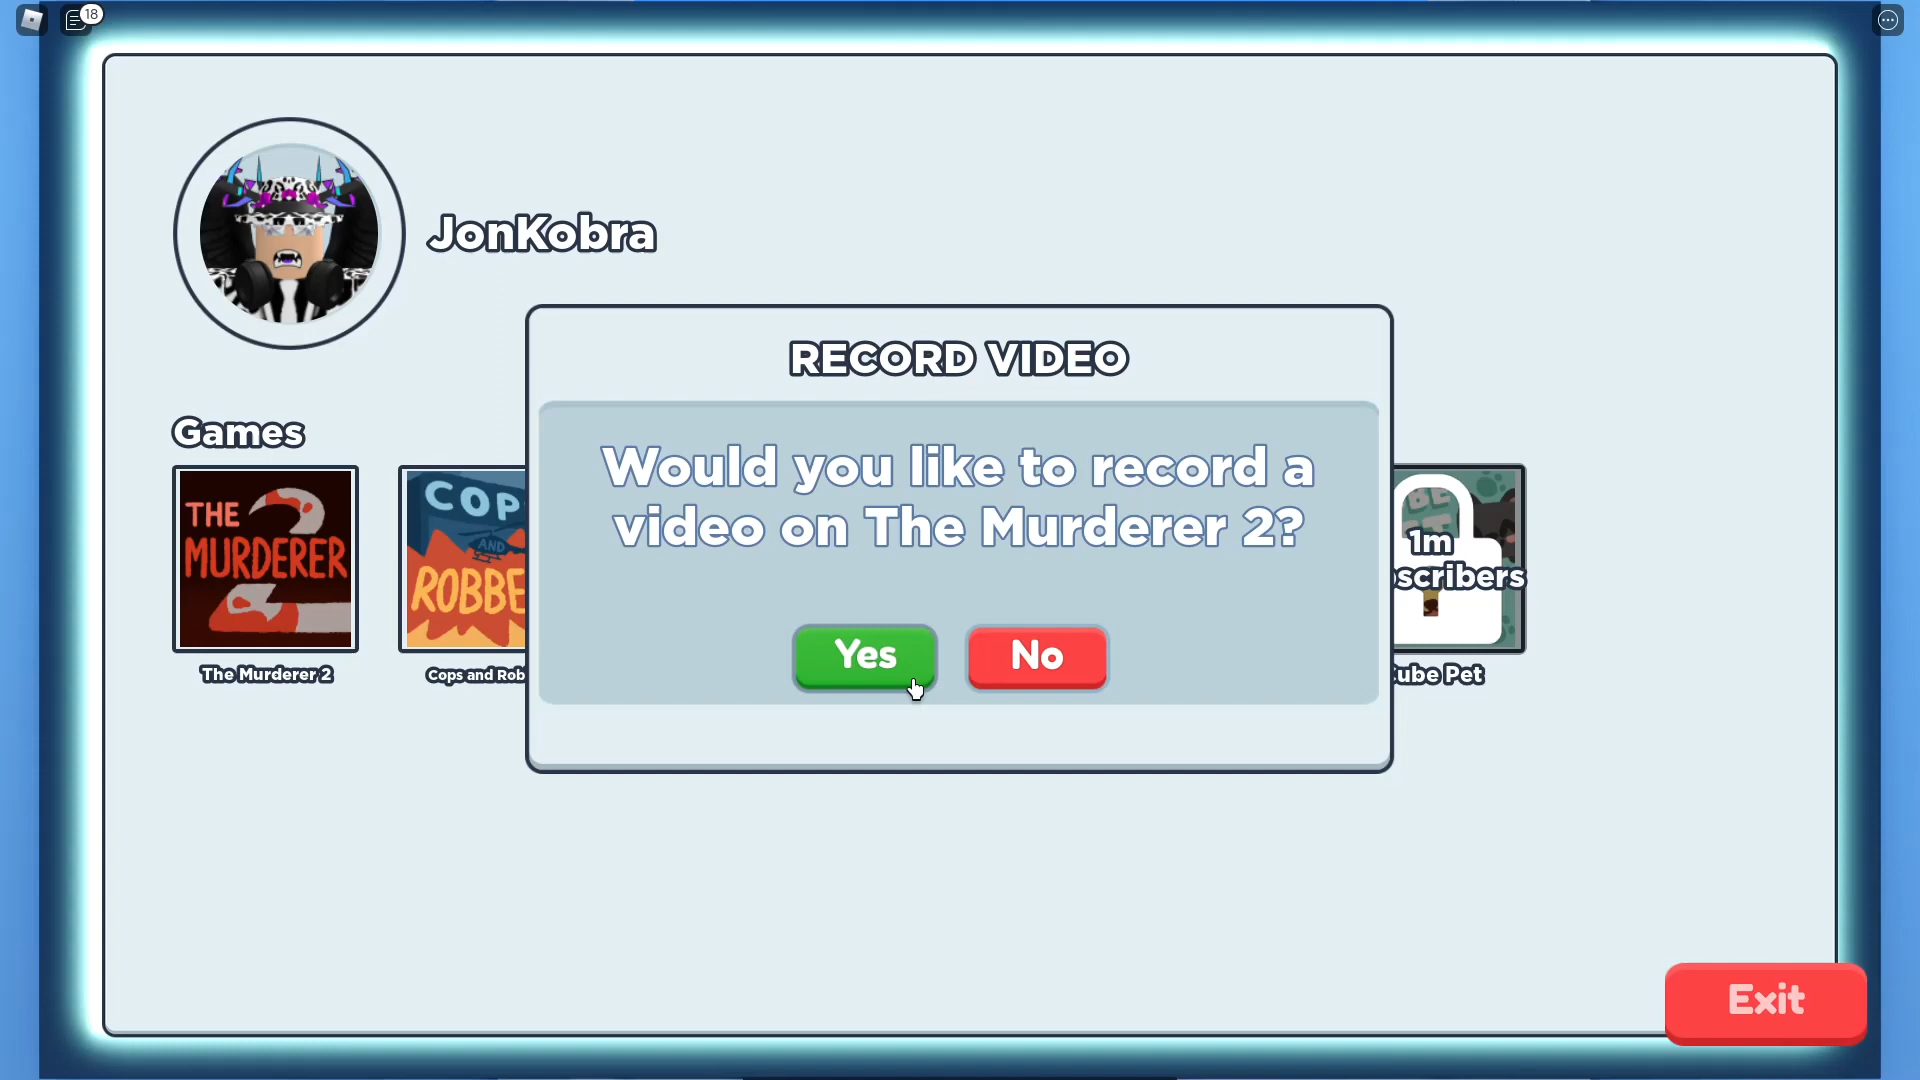 18
JonKobra
RECORD VIDEO
Would you like to record a
video on The Murderer 2?
Yes
No
Games
THE 2
MURDERER
The Murderer 2
COP
AND
ROBBE
Cops and Rob
1m
scribers
ube Pet
Exit